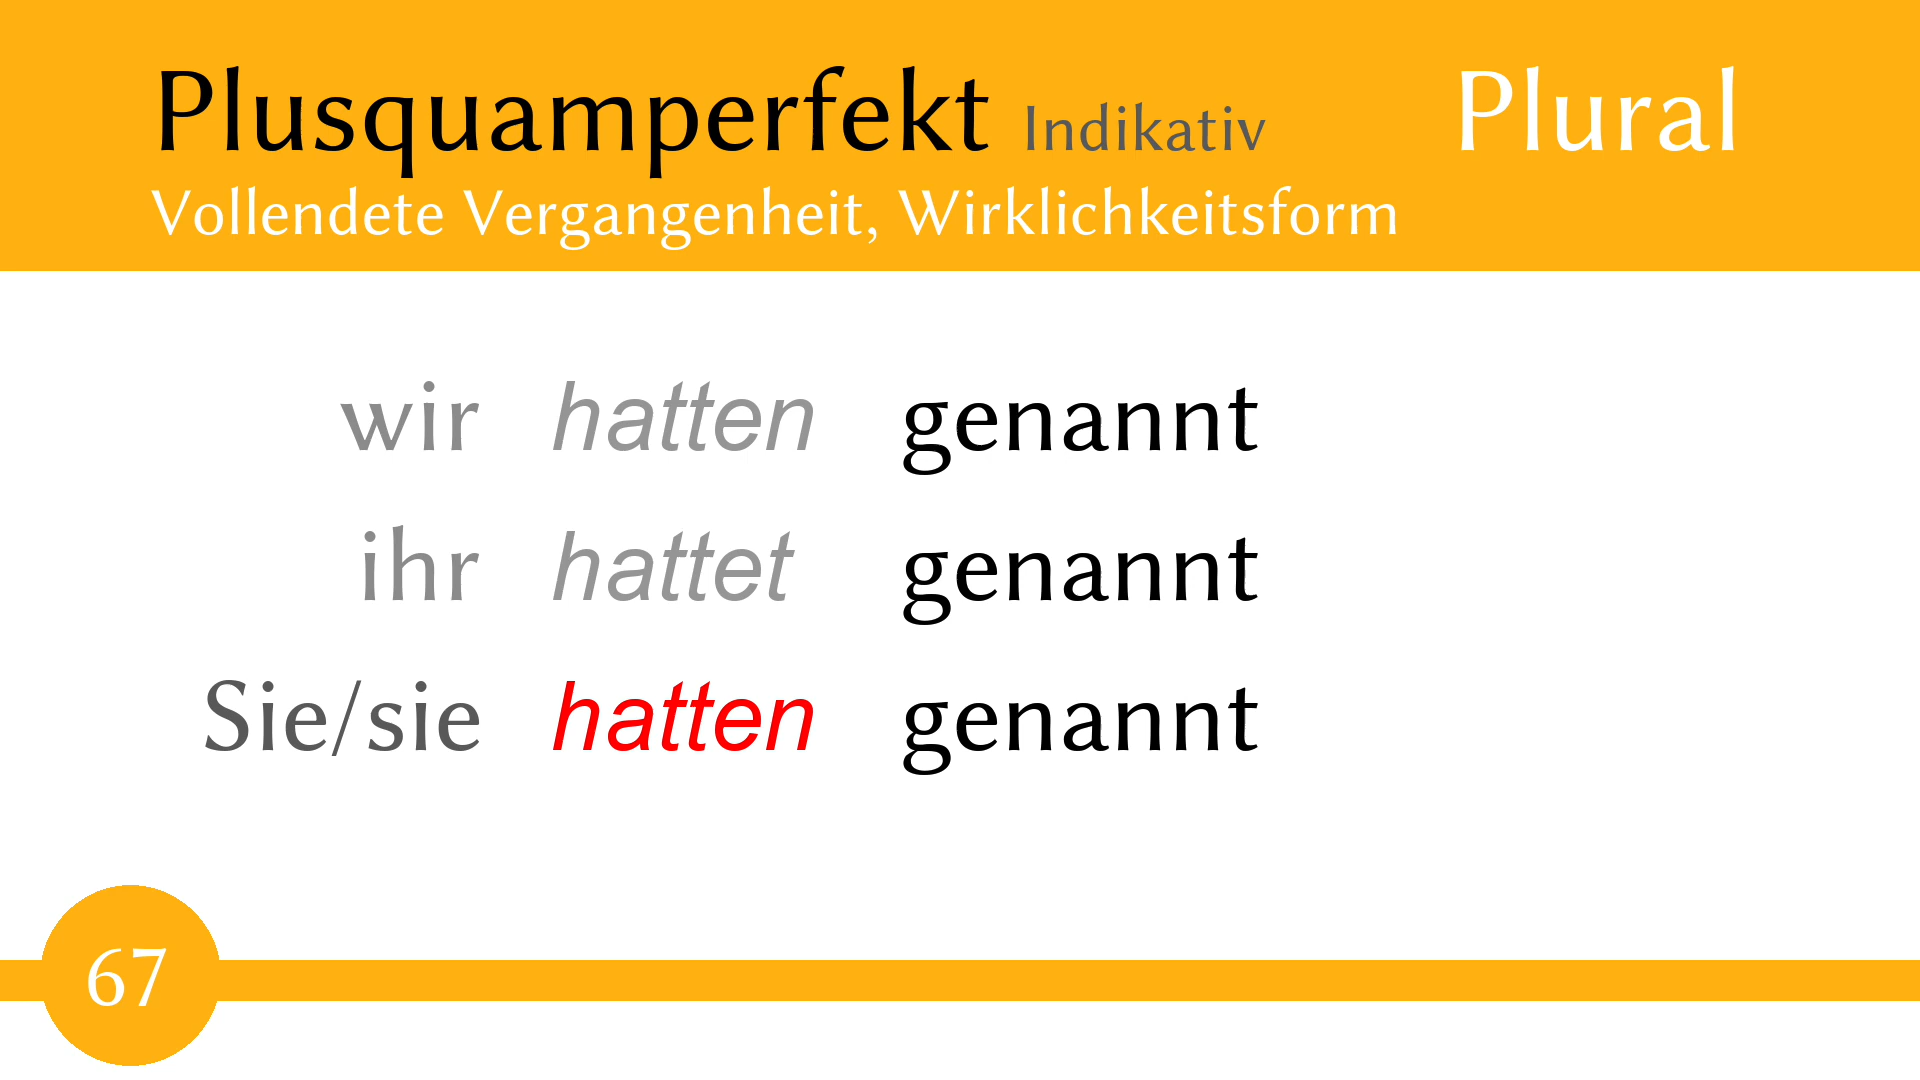 Plusquamperfekt Indikativ Plural
Vollendete Vergangenheit, Wirklichkeitsform
wir hatten genannt
ihr hattet genannt
Sie/sie hatten genannt
67